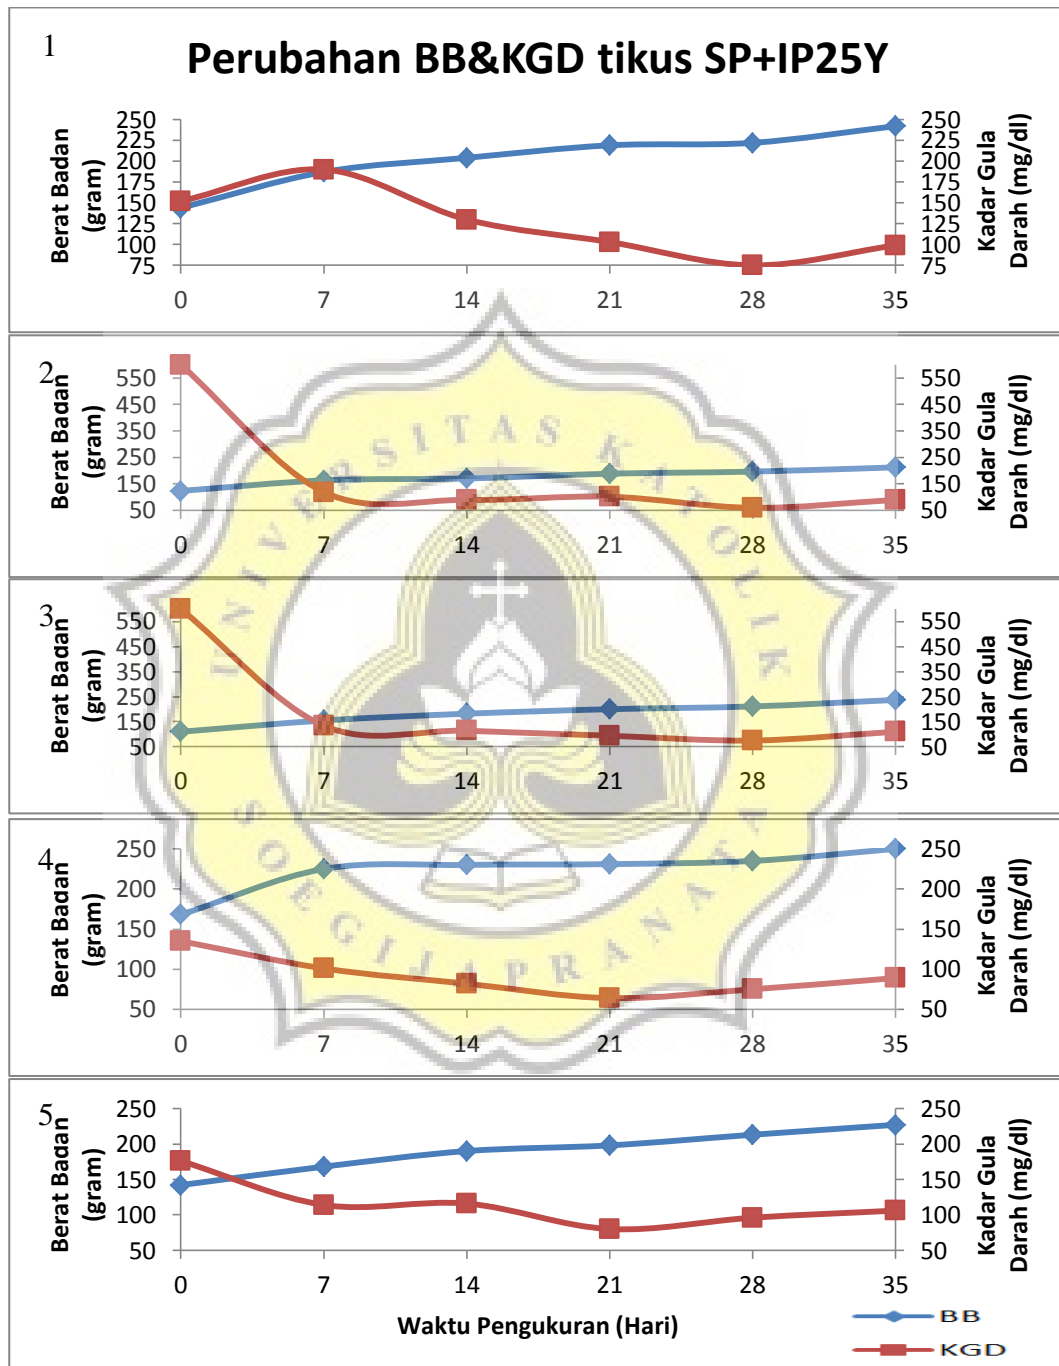 1
Perubahan BB&KGD tikus SP+IP25Y
Berat Badan
(gram)
250
225
200
175
150
125
100
75
250
225
200
175
150
125
100
75
Kadar Gula
Darah (mg/dl)
0 7 14 21 28 35
2
Berat Badan
(gram)
550
450
350
250
150
50
550
450
350
250
150
50
Kadar Gula
Darah (mg/dl)
0 7 14 21 28 35
3
Berat Badan
(gram)
550
450
350
250
150
50
550
450
350
250
150
50
Kadar Gula
Darah (mg/dl)
0 7 14 21 28 35
4
Berat Badan
(gram)
250
200
150
100
50
250
200
150
100
50
Kadar Gula
Darah (mg/dl)
0 7 14 21 28 35
5
Berat Badan
(gram)
250
200
150
100
50
250
200
150
100
50
Kadar Gula
Darah (mg/dl)
0 7 14 21 28 35
Waktu Pengukuran (Hari)
BB
KGD
UNIVERSITAS KATOLIK
SOEGIJAPRANATA